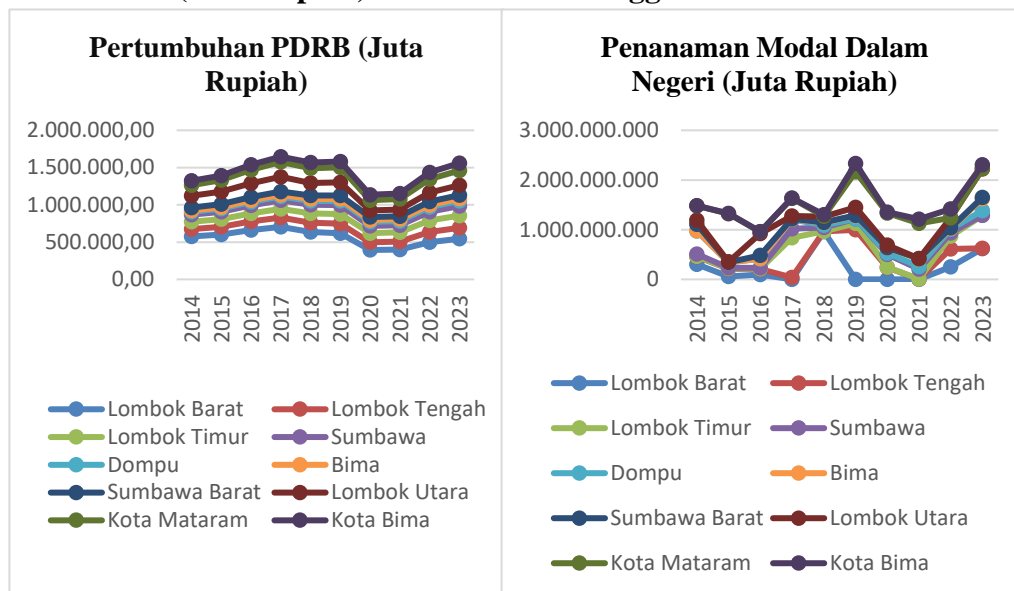 Pertumbuhan PDRB (Juta
Rupiah)
2.000.000,00
1.500.000,00
1.000.000,00
500.000,00
0,00
2014 2015 2016 2017 2018 2019 2020 2021 2022 2023
Lombok Barat Lombok Tengah
Lombok Timur Sumbawa
Dompu Bima
Sumbawa Barat Lombok Utara
Kota Mataram Kota Bima
Penanaman Modal Dalam
Negeri (Juta Rupiah)
3.000.000.000
2.000.000.000
1.000.000.000
0
2014 2015 2016 2017 2018 2019 2020 2021 2022 2023
Lombok Barat Lombok Tengah
Lombok Timur Sumbawa
Dompu Bima
Sumbawa Barat Lombok Utara
Kota Mataram Kota Bima